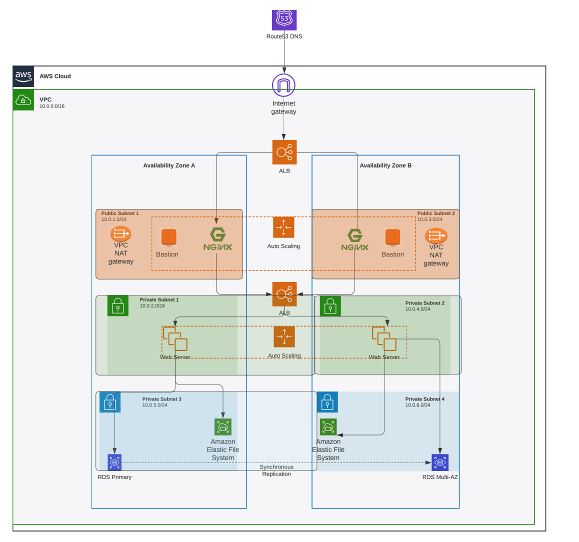 53
Route53 DNS
aws
AWS Cloud
VPC
10.0.0.0/16
Internet
gateway
ALB
Availability Zone A
Availability Zone B
Public Subnet 1
10.0.1.0/24
Public Subnet 2
10.0.3.0/24
VPC
NAT
gateway
Bastion
NGINX
Auto Scaling
NGINX
Bastion
VPC
NAT
gateway
ALB
Private Subnet 1
10.0.2.0/24
Private Subnet 2
10.0.4.0/24
Web Server
Auto Scaling
Web Server
Private Subnet 3
10.0.5.0/24
Private Subnet 4
10.0.6.0/24
Amazon
Elastic File
System
Amazon
Elastic File
System
RDS Primary
Synchronous
Replication
RDS Multi-AZ